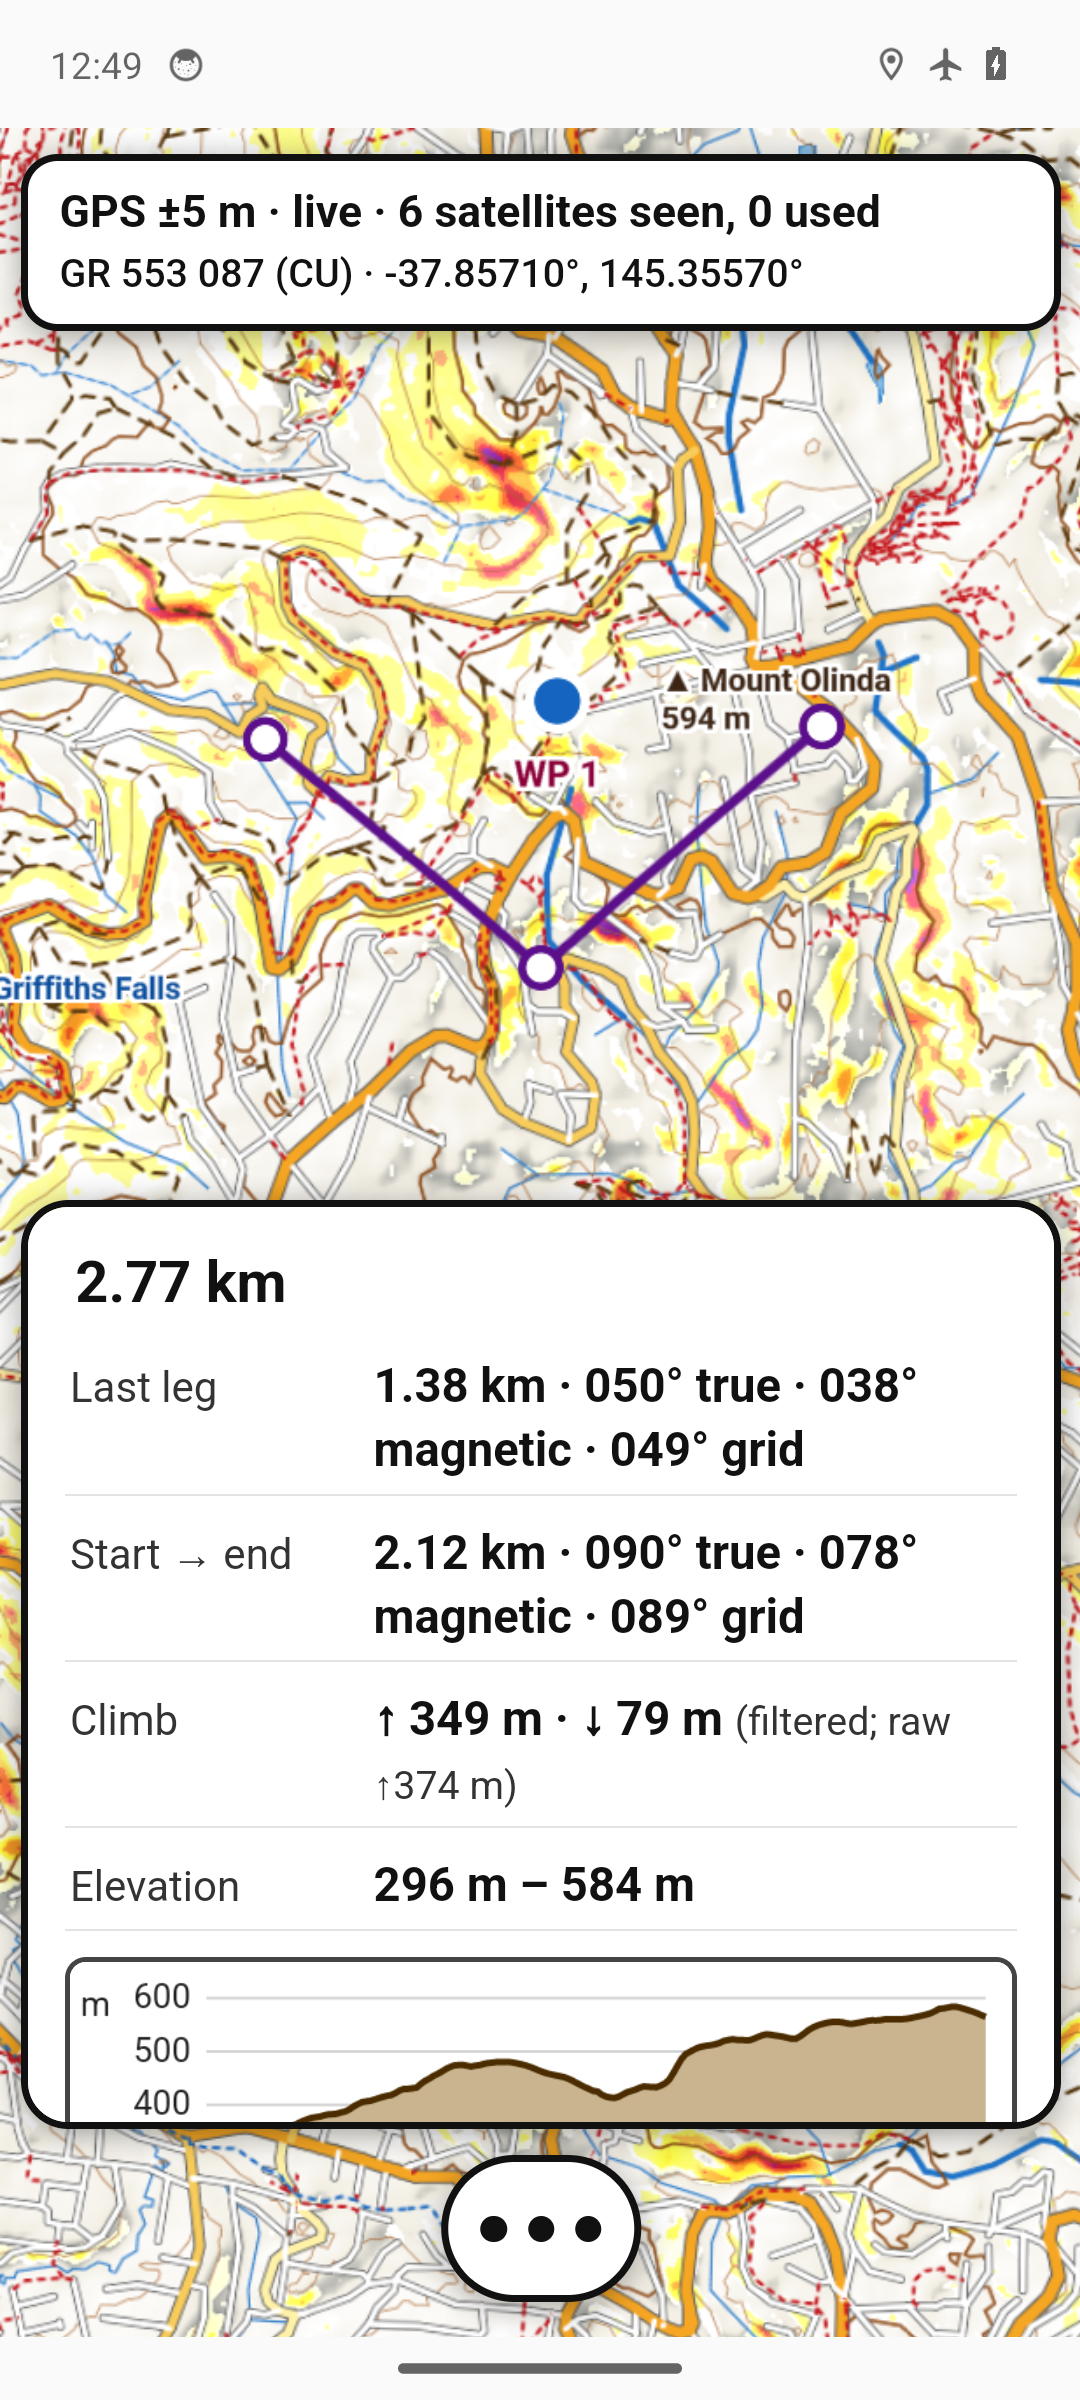 12:49
GPS ±5 m · live · 6 satellites seen, 0 used
GR 553 087 (CU) · -37.85710°, 145.35570°
▲ Mount Olinda
594 m
WP 1
Griffiths Falls
2.77 km
Last leg
1.38 km · 050° true · 038°
magnetic · 049° grid
Start → end
2.12 km · 090° true · 078°
magnetic · 089° grid
Climb
↑ 349 m · ↓ 79 m (filtered; raw
↑374 m)
Elevation
296 m – 584 m
m
600
500
400